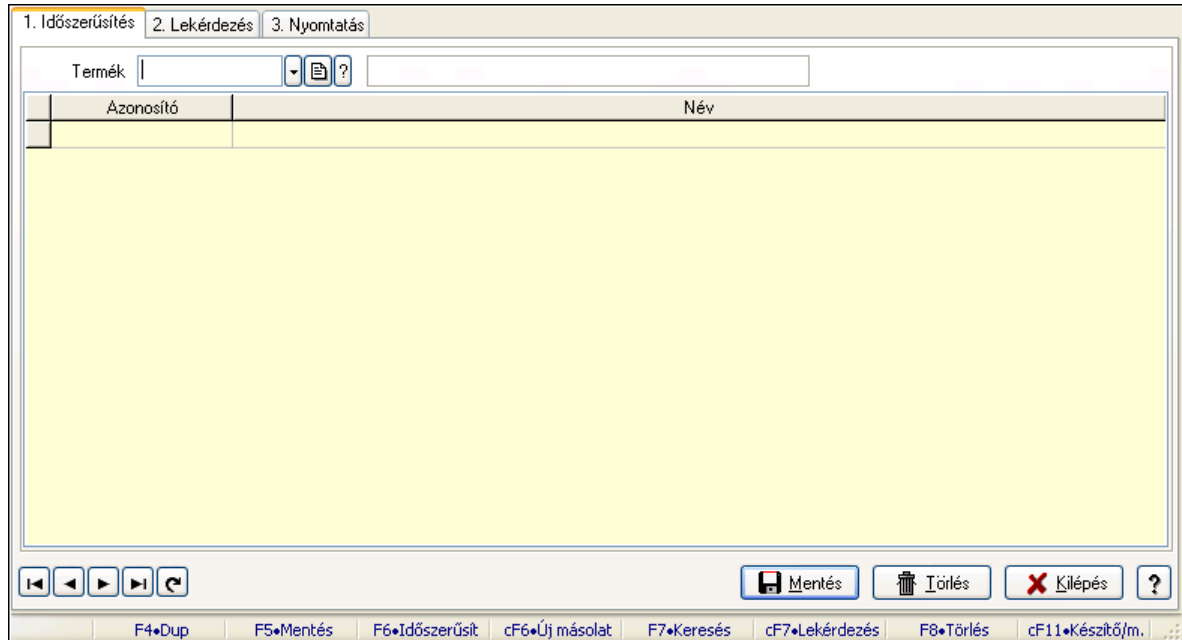 1. Időszerűsítés 2. Lekérdezés 3. Nyomtatás
Termék ?
Azonosító Név
Mentés Törlés Kilépés ?
F4•Dup F5•Mentés F6•Időszerűsít cF6•Új másolat F7•Keresés cF7•Lekérdezés F8•Törlés cF11•Készítő/m.